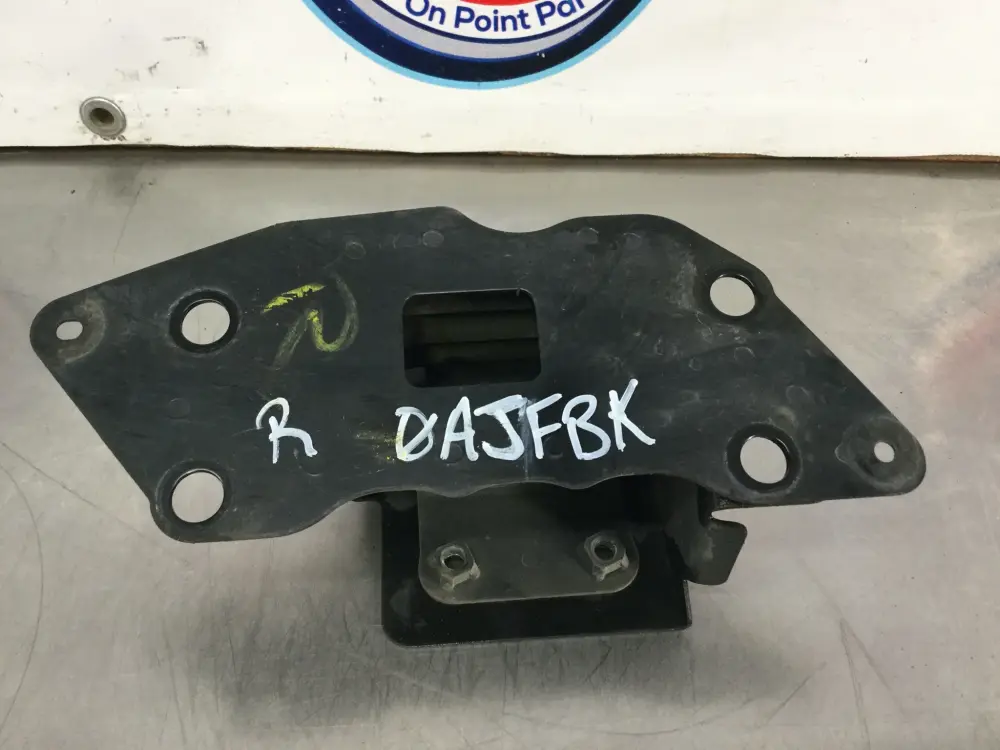 On Point Par
R ØAJFBK